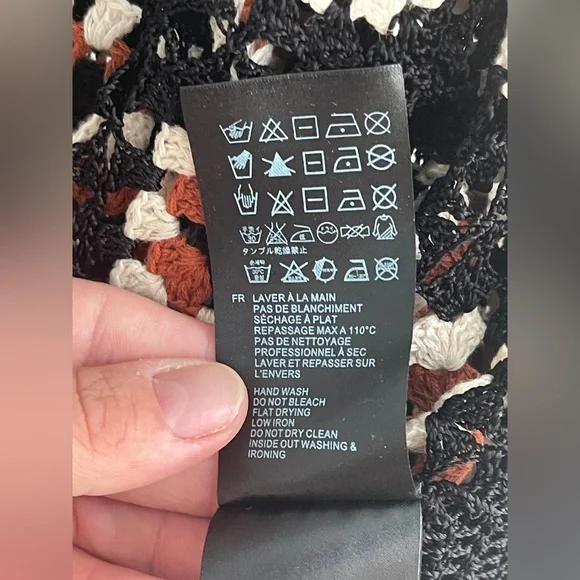 タンブル乾燥禁止
FR LAVER À LA MAIN
PAS DE BLANCHIMENT
SÉCHAGE À PLAT
REPASSAGE MAX A 110°C
PAS DE NETTOYAGE
PROFESSIONNEL À SEC
LAVER ET REPASSER SUR
L'ENVERS
HAND WASH
DO NOT BLEACH
FLAT DRYING
LOW IRON
DO NOT DRY CLEAN
INSIDE OUT WASHING &
IRONING